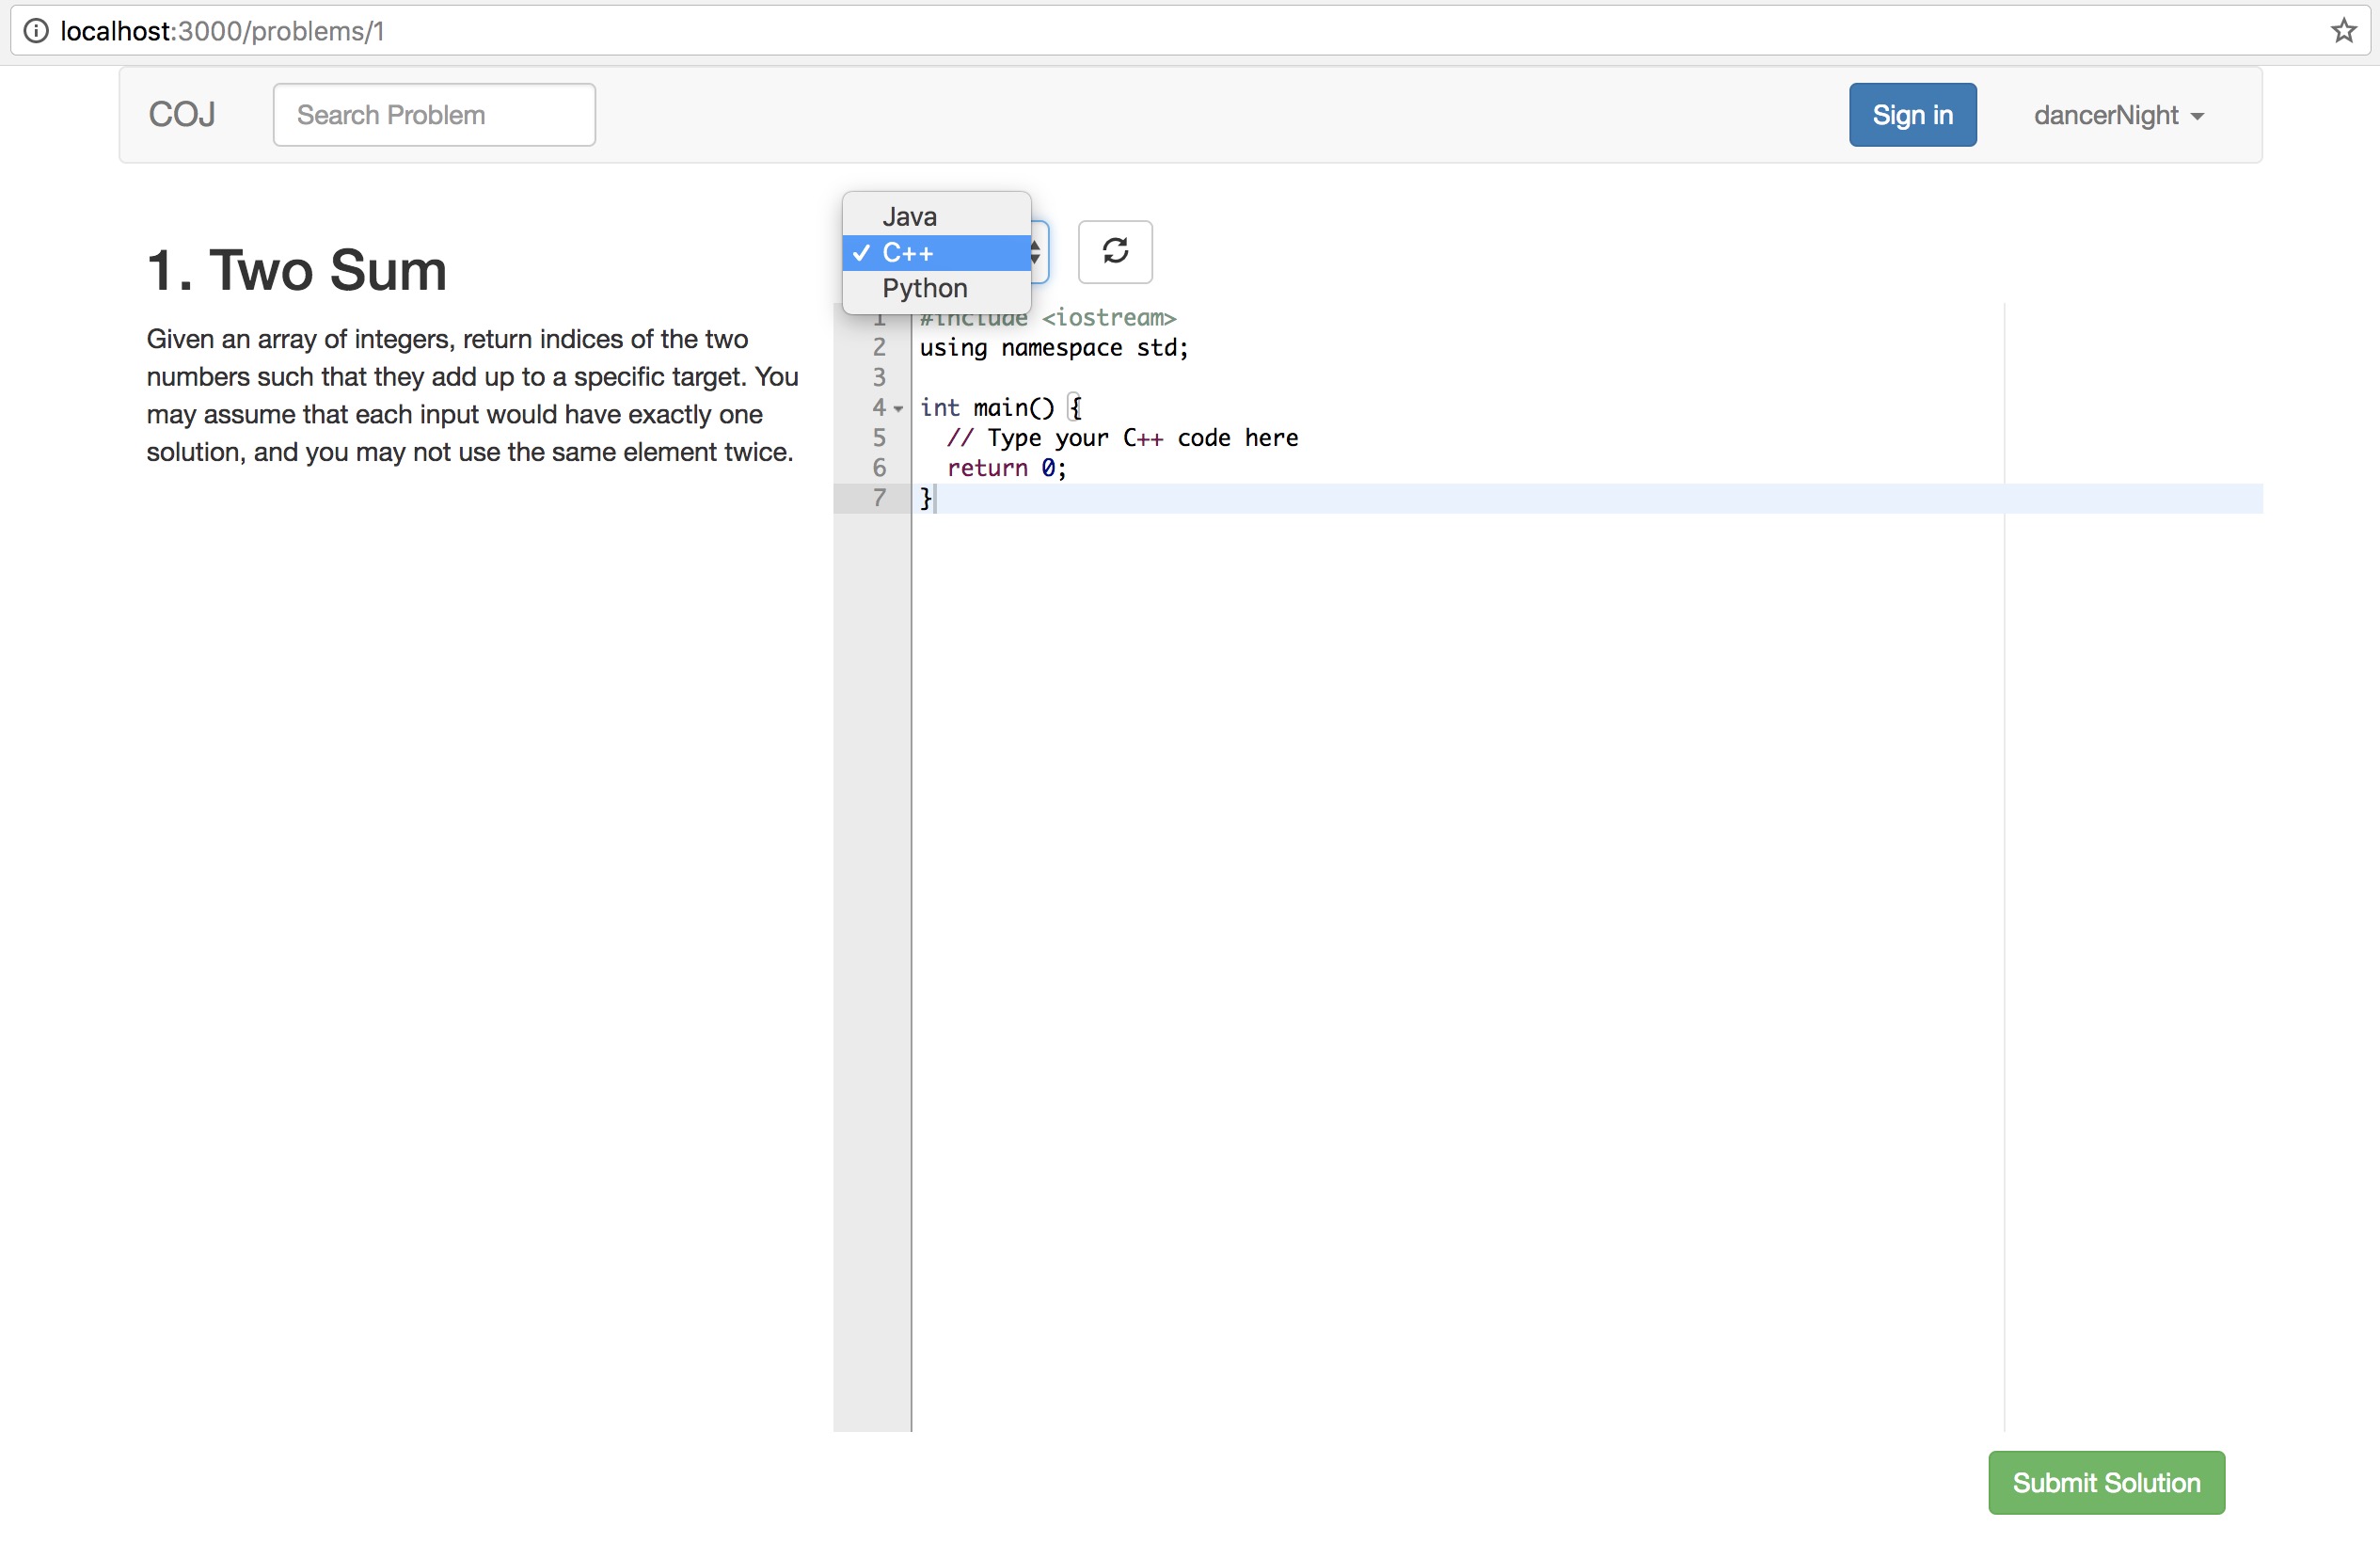 localhost:3000/problems/1
COJ
Search Problem
Sign in
dancerNight
Java
✓ C++
Python
1. Two Sum
Given an array of integers, return indices of the two
numbers such that they add up to a specific target. You
may assume that each input would have exactly one
solution, and you may not use the same element twice.
1 #include <iostream>
2 using namespace std;
3
4 int main() {
5   // Type your C++ code here
6   return 0;
7 }
Submit Solution